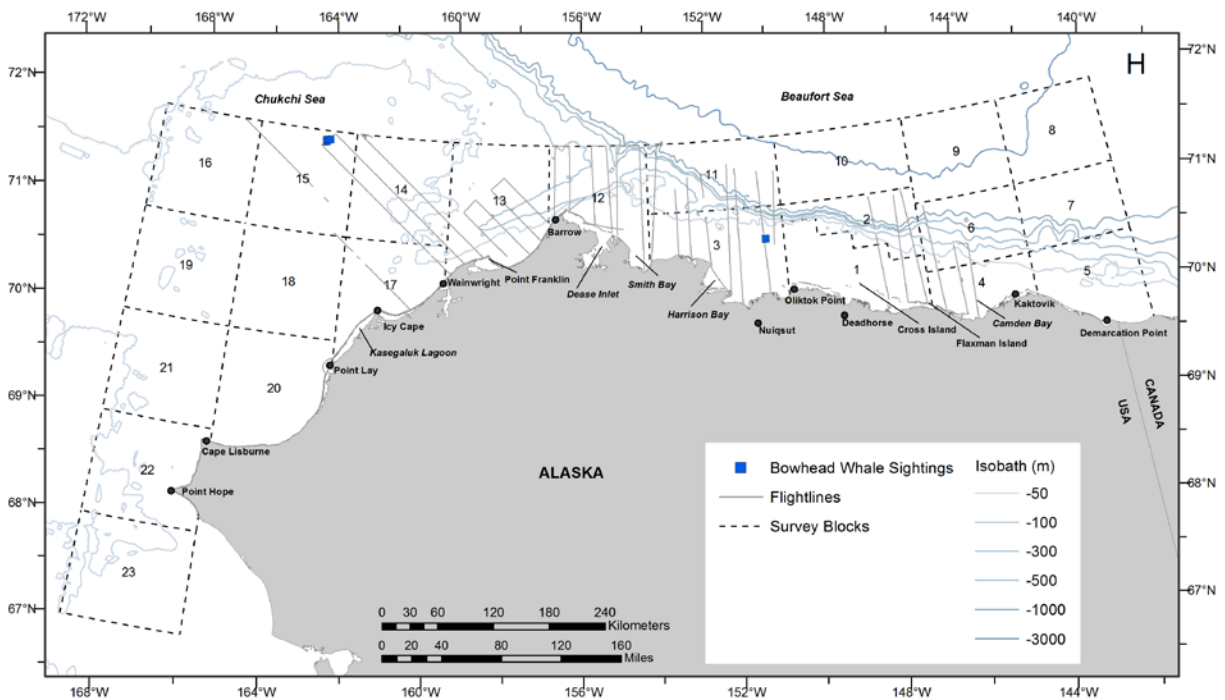 172°W 168°W 164°W 160°W 156°W 152°W 148°W 144°W 140°W
72°N
72°N
H
Chukchi Sea
Beaufort Sea
8
9
16
10
71°N
71°N
15
14
11
13
12
7
2
6
Barrow
3
19
18
5
17
Wainwright
Point Franklin
Dease Inlet
Smith Bay
1
4
70°N
70°N
Harrison Bay
Oliktok Point
Kaktovik
Icy Cape
Nuiqsut
Deadhorse
Cross Island
Camden Bay
Demarcation Point
Flaxman Island
Kasegaluk Lagoon
21
20
Point Lay
69°N
69°N
CANADA
USA
Cape Lisburne
22
ALASKA
Point Hope
68°N
68°N
23
67°N
67°N
Bowhead Whale Sightings
Flightlines
Survey Blocks
Isobath (m)
-50
-100
-300
-500
-1000
-3000
0 30 60 120 180 240
Kilometers
0 20 40 80 120 160
Miles
168°W 164°W 160°W 156°W 152°W 148°W 144°W